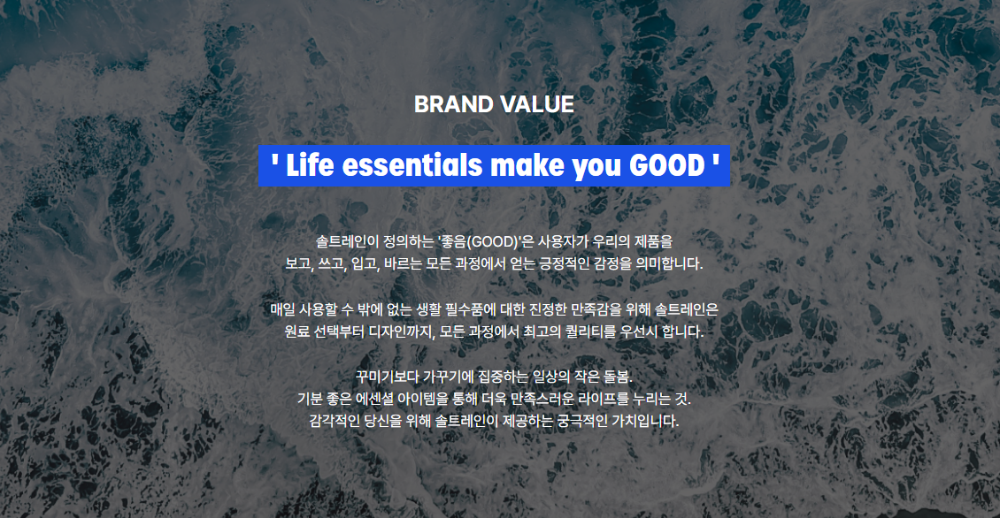 BRAND VALUE
' Life essentials make you GOOD '
솔트레인이 정의하는 '좋음(GOOD)'은 사용자가 우리의 제품을
보고, 쓰고, 입고, 바르는 모든 과정에서 얻는 긍정적인 감정을 의미합니다.
매일 사용할 수 밖에 없는 생활 필수품에 대한 진정한 만족감을 위해 솔트레인은
원료 선택부터 디자인까지, 모든 과정에서 최고의 퀄리티를 우선시 합니다.
꾸미기보다 가꾸기에 집중하는 일상의 작은 돌봄.
기분 좋은 에센셜 아이템을 통해 더욱 만족스러운 라이프를 누리는 것.
감각적인 당신을 위해 솔트레인이 제공하는 궁극적인 가치입니다.